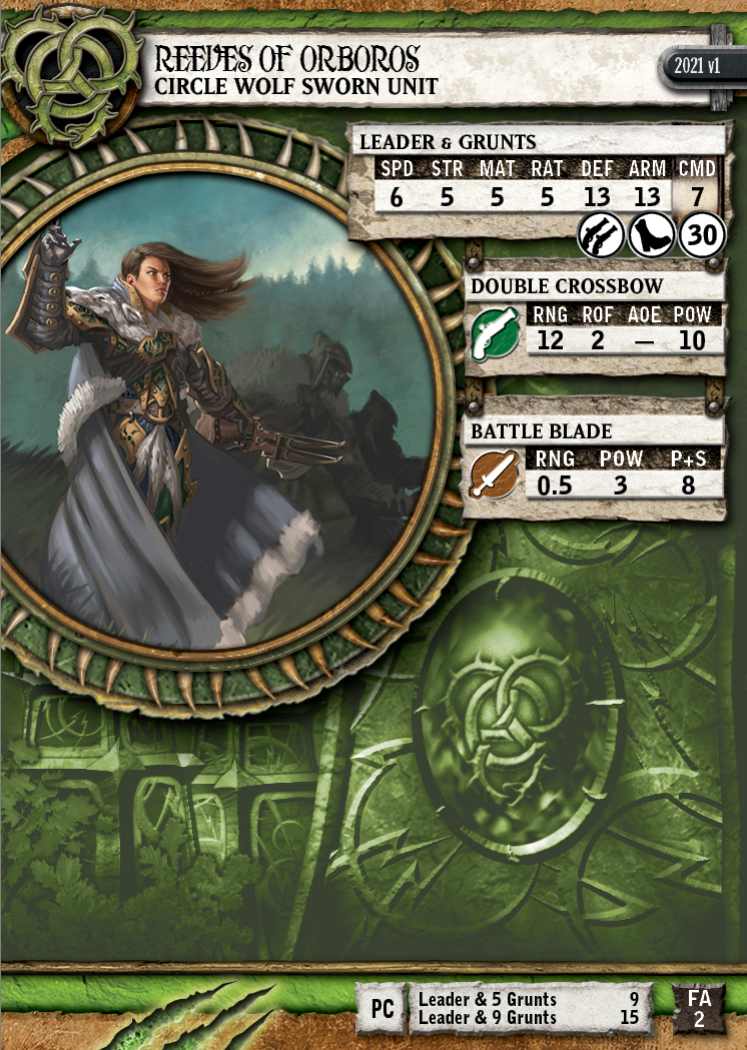 REEVES OF ORBOROS
CIRCLE WOLF SWORN UNIT
2021 v1
LEADER & GRUNTS
SPD STR MAT RAT DEF ARM CMD
6 5 5 5 13 13 7
30
DOUBLE CROSSBOW
RNG ROF AOE POW
12 2 — 10
BATTLE BLADE
RNG POW P+S
0.5 3 8
PC
Leader & 5 Grunts 9
Leader & 9 Grunts 15
FA
2